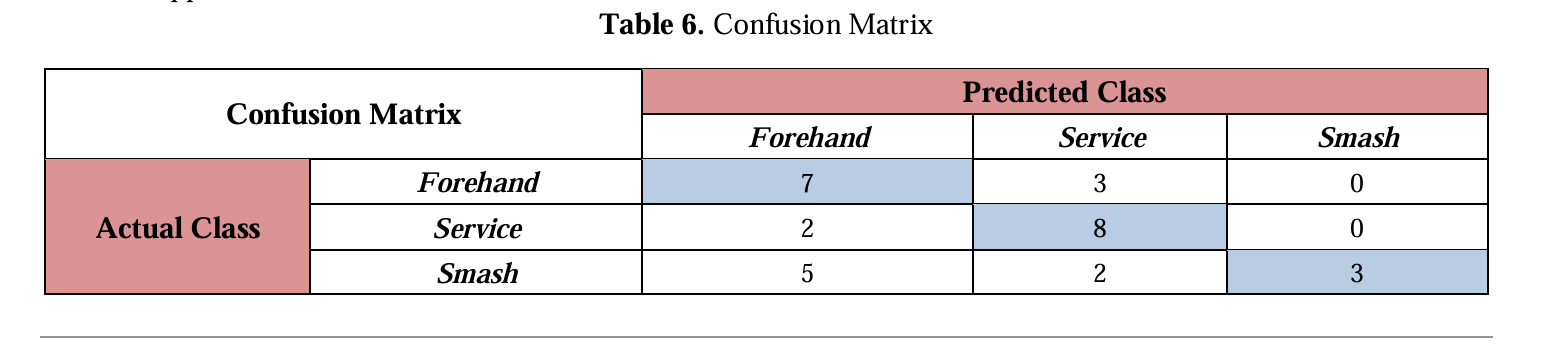 Table 6. Confusion Matrix
Confusion Matrix
Predicted Class
Forehand Service Smash
Actual Class
Forehand 7 3 0
Service 2 8 0
Smash 5 2 3